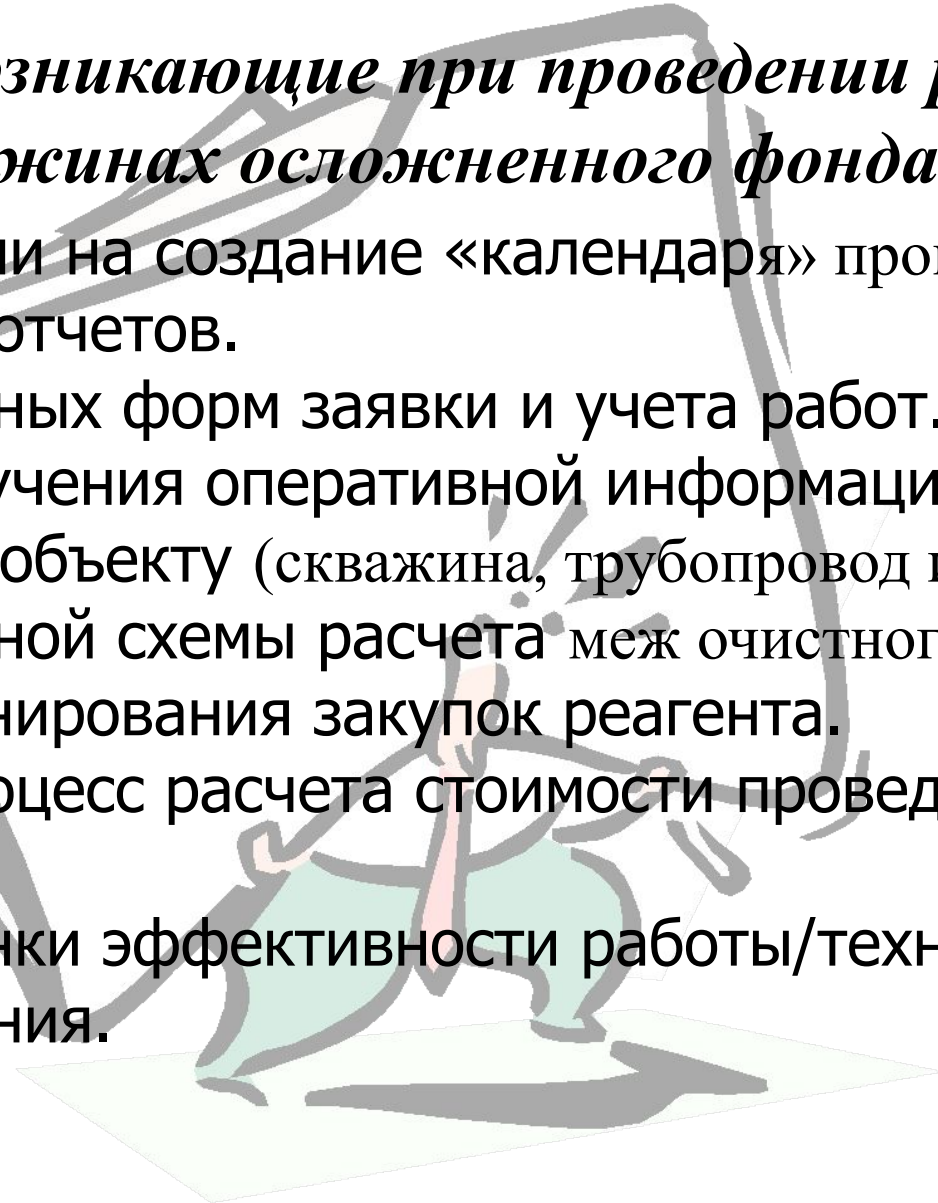 озникающие при проведении р
жинах осложненного фонда
ии на создание «календаря» про
отчетов.
ных форм заявки и учета работ.
учения оперативной информаци
объекту (скважина, трубопровод и
ной схемы расчета меж очистног
нирования закупок реагента.
оцесс расчета стоимости провед
нки эффективности работы/техн
ния.